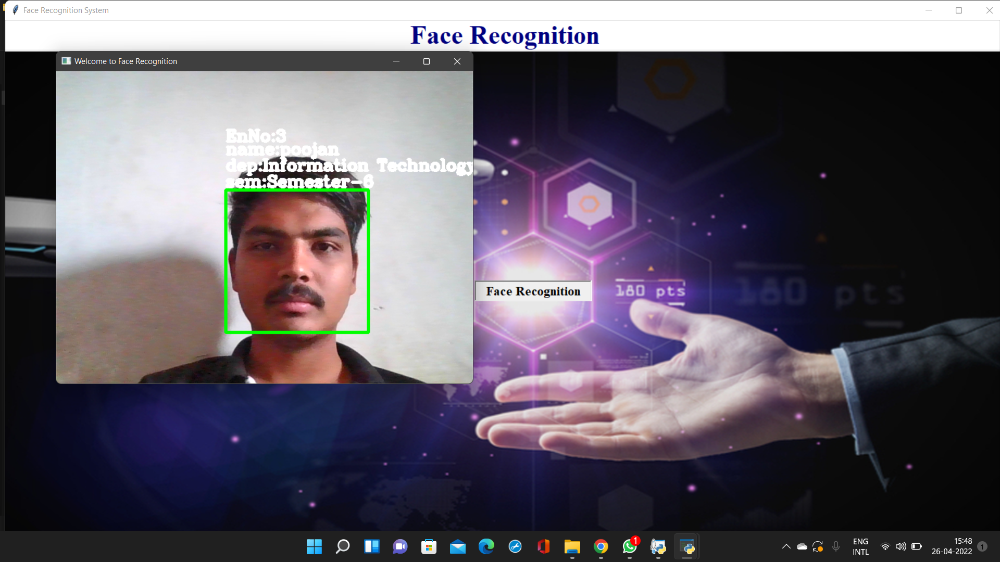 Face Recognition System
Face Recognition
Welcome to Face Recognition
EnNo:3
name:poojan
dep:Information Technology
sem:Semester-6
Face Recognition
180 pts
180 pts
1
ENG
INTL
15:48
26-04-2022
1